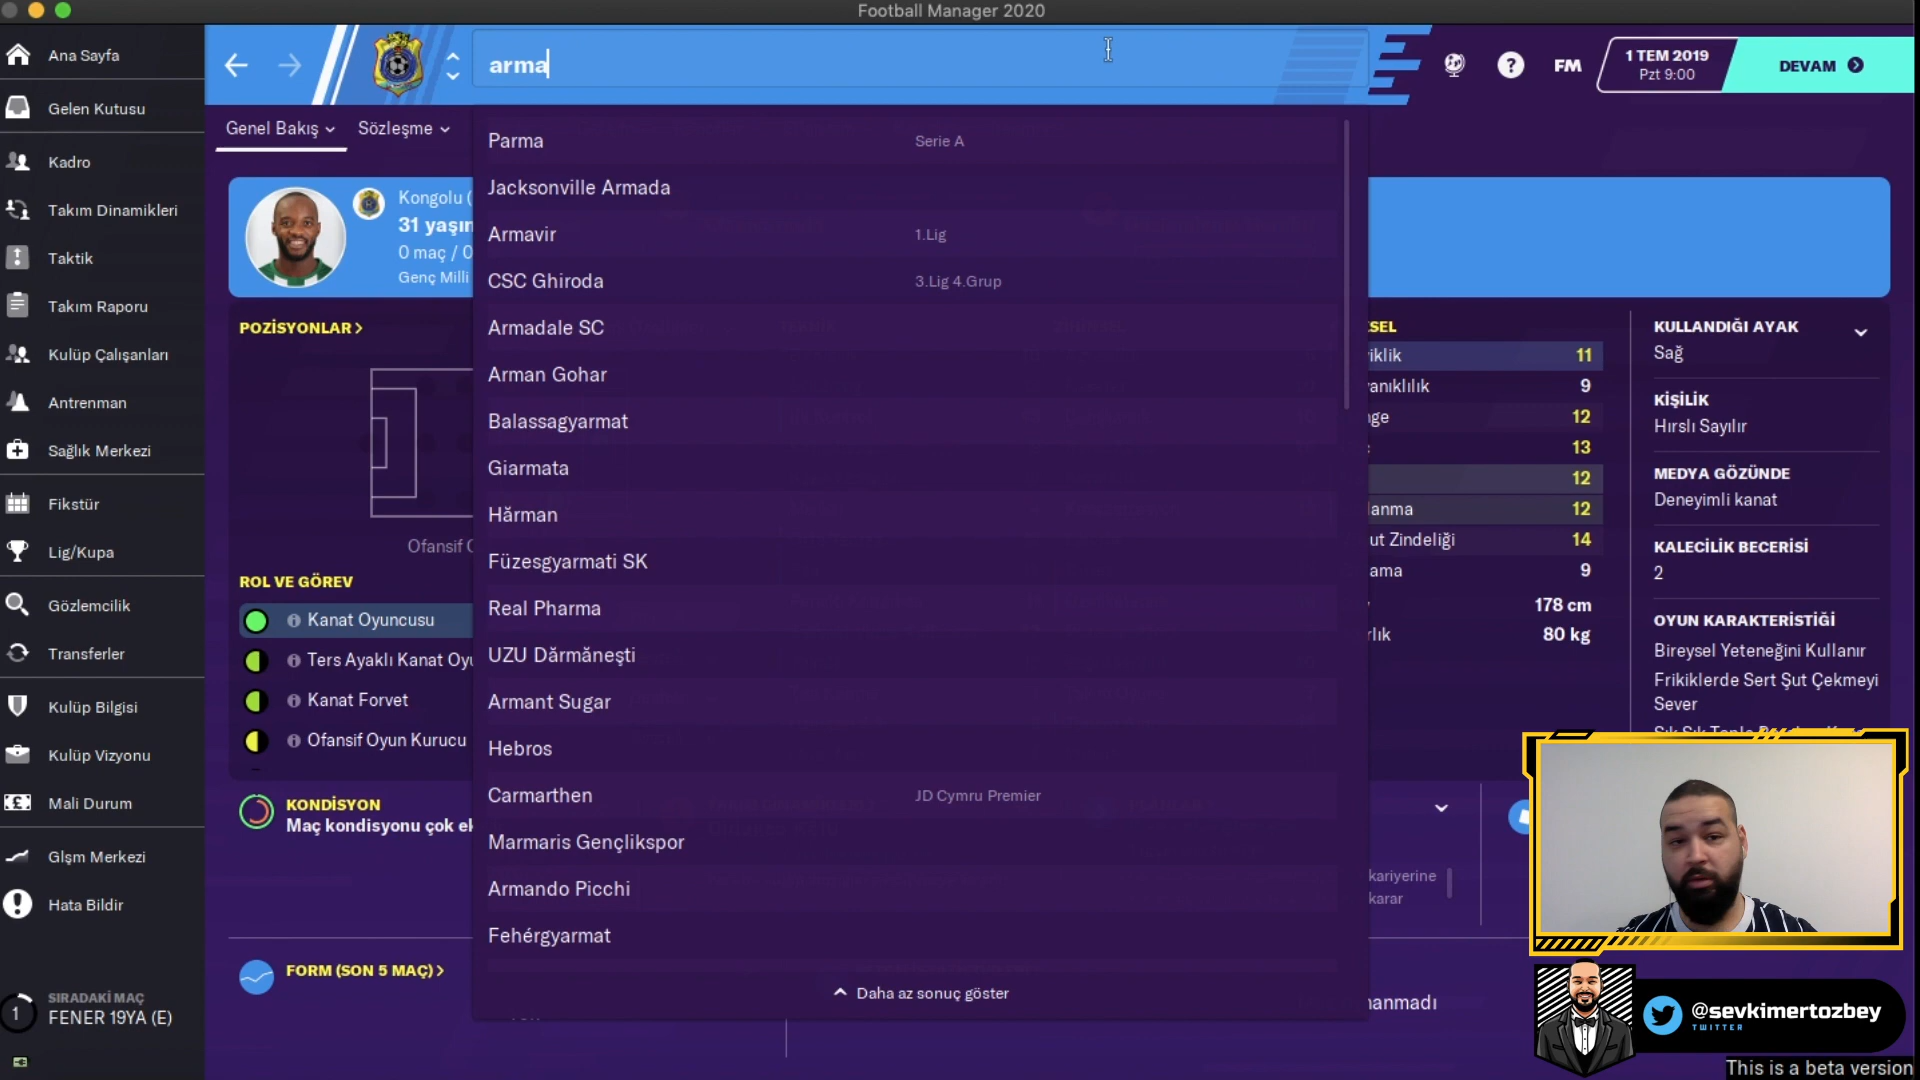 Football Manager 2020
Ana Sayfa
Gelen Kutusu
Kadro
Takım Dinamikleri
Taktik
Takım Raporu
Kulüp Çalışanları
Antrenman
Sağlık Merkezi
Fikstür
Lig/Kupa
Gözlemcilik
Transferler
Kulüp Bilgisi
Kulüp Vizyonu
Mali Durum
Glşm Merkezi
Hata Bildir
1
SIRADAKİ MAÇ
FENER 19YA (E)
arma
FM
1 TEM 2019
Pzt 9:00
DEVAM
Genel Bakış
Sözleşme
Kongolu (
31 yaşın
0 maç / 0
Genç Milli
POZİSYONLAR >
Ofansif O
ROL VE GÖREV
Kanat Oyuncusu
Ters Ayaklı Kanat Oyu
Kanat Forvet
Ofansif Oyun Kurucu
KONDİSYON
Maç kondisyonu çok ek
FORM (SON 5 MAÇ) >
Parma Serie A
Jacksonville Armada
Armavir 1.Lig
CSC Ghiroda 3.Lig 4.Grup
Armadale SC
Arman Gohar
Balassagyarmat
Giarmata
Hărman
Füzesgyarmati SK
Real Pharma
UZU Dărmănești
Armant Sugar
Hebros
Carmarthen JD Cymru Premier
Marmaris Gençlikspor
Armando Picchi
Fehérgyarmat
Daha az sonuç göster
SEL
iklik 11
anıklılık 9
ge 12
13
12
lanma 12
ut Zindeliği 14
ama 9
178 cm
rlık 80 kg
kariyerine
karar
anmadı
KULLANDIĞI AYAK
Sağ
KİŞİLİK
Hırslı Sayılır
MEDYA GÖZÜNDE
Deneyimli kanat
KALECİLİK BECERİSİ
2
OYUN KARAKTERİSTİĞİ
Bireysel Yeteneğini Kullanır
Frikiklerde Sert Şut Çekmeyi
Sever
@sevkimertozbey
TWITTER
This is a beta version